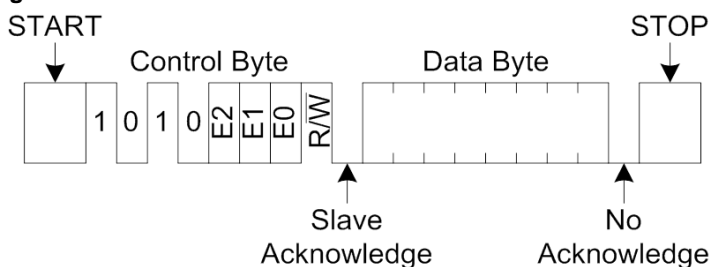 START STOP
Control Byte Data Byte
1 0 1 0 E2 E1 E0 R/W̅
Slave
Acknowledge
No
Acknowledge